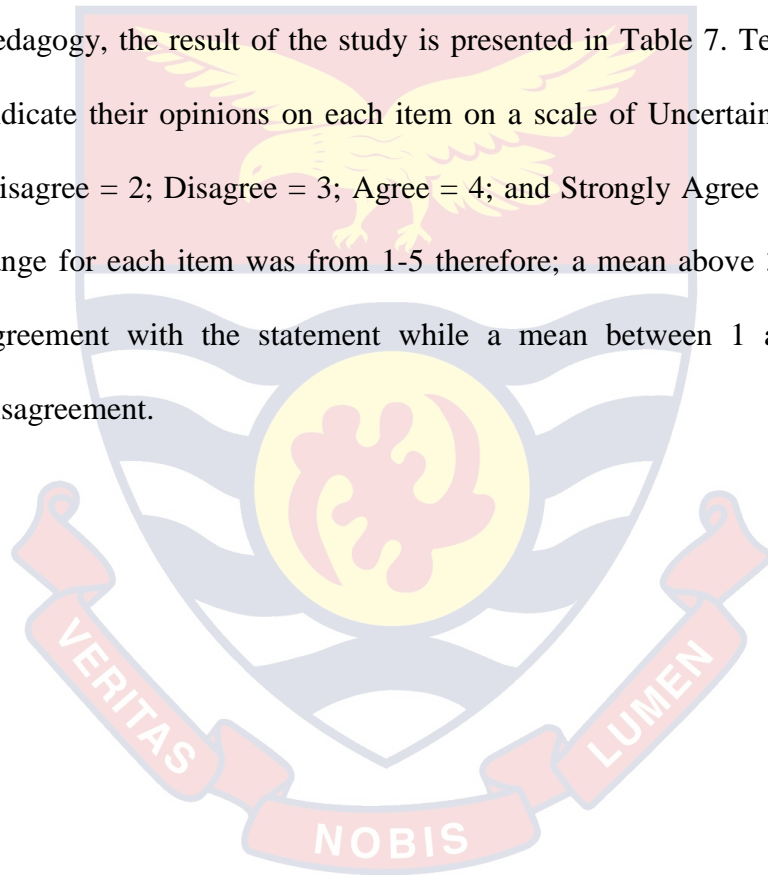 edagogy, the result of the study is presented in Table 7. Te
ndicate their opinions on each item on a scale of Uncertain
isagree = 2; Disagree = 3; Agree = 4; and Strongly Agree
nge for each item was from 1-5 therefore; a mean above
greement with the statement while a mean between 1 a
sagreement.
VERITAS
NOBIS
LUMEN